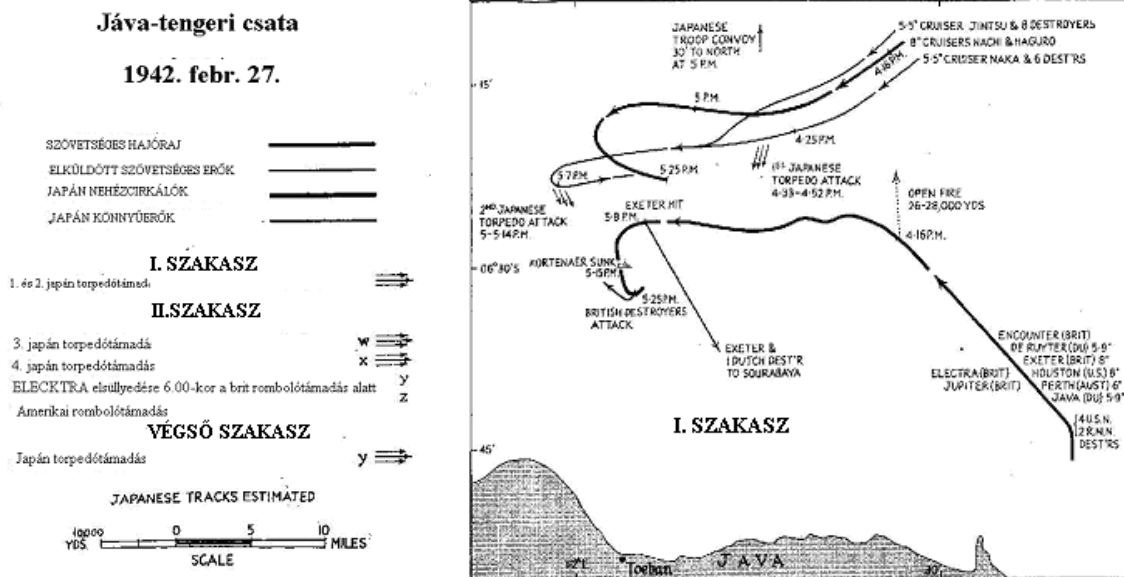 Jáva-tengeri csata
1942. febr. 27.
SZÖVETSÉGES HAJÓRAJ
ELKÜLDÖTT SZÖVETSÉGES ERŐK
JAPÁN NEHÉZCIRKÁLÓK
JAPÁN KÖNNYŰERŐK
I. SZAKASZ
1. és 2. japán torpedótámadá
II.SZAKASZ
3. japán torpedótámadá w
4. japán torpedótámadás x
ELECKTRA elsüllyedése 6.00-kor a brit rombolótámadás alatt y
z
Amerikai rombolótámadás
VÉGSŐ SZAKASZ
Japán torpedótámadás y
JAPANESE TRACKS ESTIMATED
10,000 0 5 10
YDS. MILES
SCALE
JAPANESE
TROOP CONVOY
30' TO NORTH
AT 5 P.M.
5·5" CRUISER JINTSU & 8 DESTROYERS
8" CRUISERS NACHI & HAGURO
5·5" CRUISER NAKA & 6 DEST'RS
4·16 P.M.
15'
5 P.M.
4·25 P.M.
5·7 P.M.
5·25 P.M.
1ST JAPANESE
TORPEDO ATTACK
4·33-4·52 P.M.
2ND JAPANESE
TORPEDO ATTACK
5-5·14 P.M.
EXETER HIT
5·8 P.M.
OPEN FIRE
26-28,000 YDS
4·16 P.M.
06°30'S
KORTENAER SUNK
5·15 P.M.
5·25 P.M.
BRITISH DESTROYERS
ATTACK
EXETER &
1 DUTCH DEST'R
TO SOURABAYA
ENCOUNTER (BRIT)
DE RUYTER (DU) 5·9"
EXETER (BRIT) 8"
ELECTRA (BRIT) HOUSTON (U.S.) 8"
JUPITER (BRIT) PERTH (AUST) 6"
JAVA (DU) 5·9"
4 U.S.N.
2 R.N.N.
DEST'RS
I. SZAKASZ
45'
Toeban
JAVA
30'